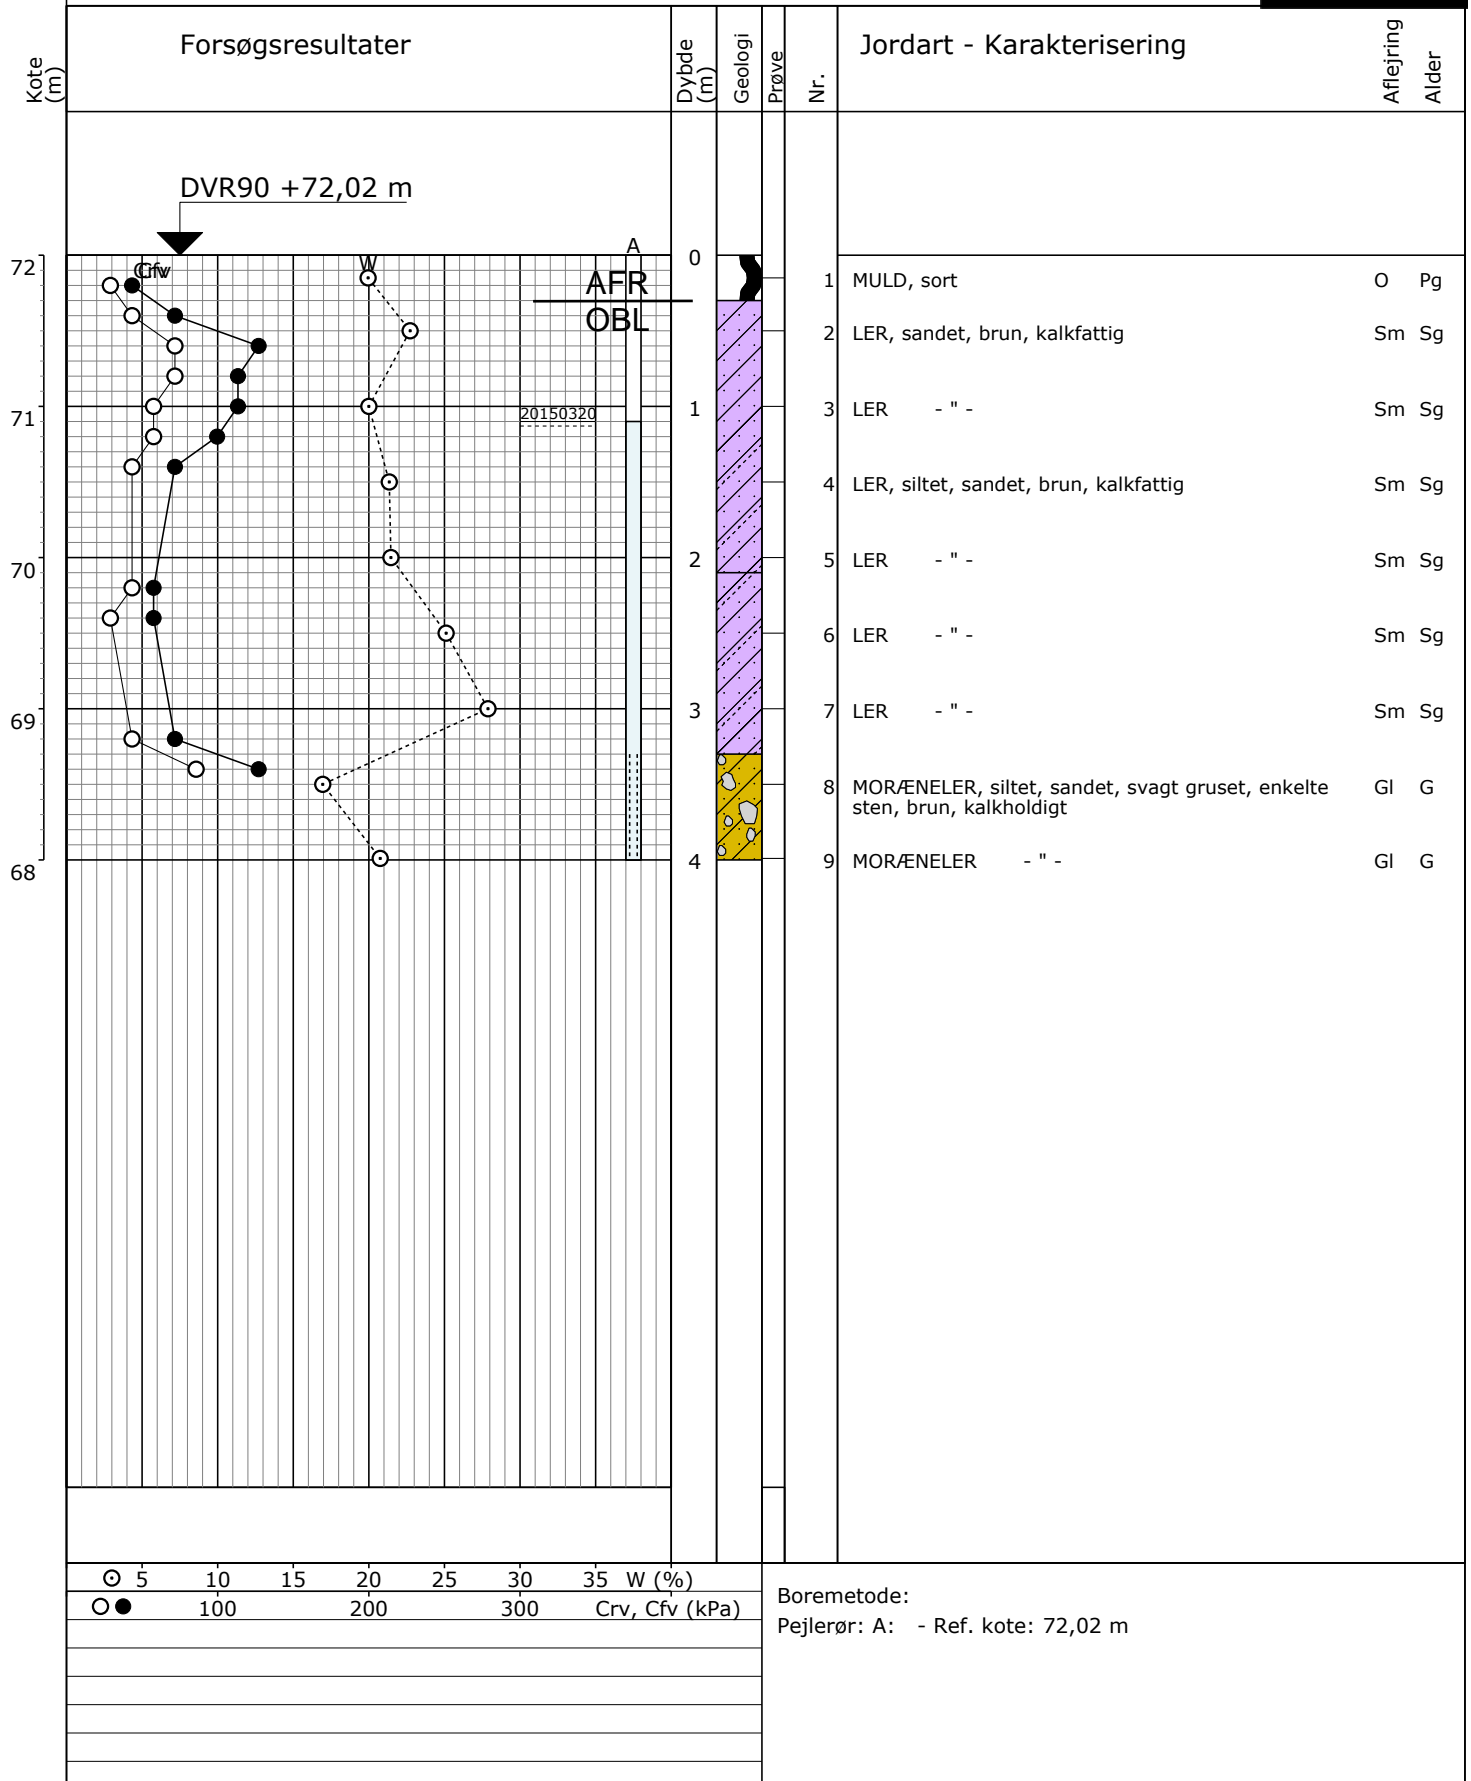 Kote (m)
Forsøgsresultater
Dybde (m)
Geologi
Prøve
Nr.
Jordart - Karakterisering
Aflejring
Alder
DVR90 +72,02 m
A
72
Crv
Cfv
W
0
AFR
OBL
1 MULD, sort O Pg
2 LER, sandet, brun, kalkfattig Sm Sg
71
20150320
1
3 LER - " - Sm Sg
4 LER, siltet, sandet, brun, kalkfattig Sm Sg
70
2
5 LER - " - Sm Sg
6 LER - " - Sm Sg
69
3
7 LER - " - Sm Sg
8 MORÆNELER, siltet, sandet, svagt gruset, enkelte Gl G
sten, brun, kalkholdigt
68
4
9 MORÆNELER - " - Gl G
5 10 15 20 25 30 35 W (%)
100 200 300 Crv, Cfv (kPa)
Boremetode:
Pejlerør: A: - Ref. kote: 72,02 m